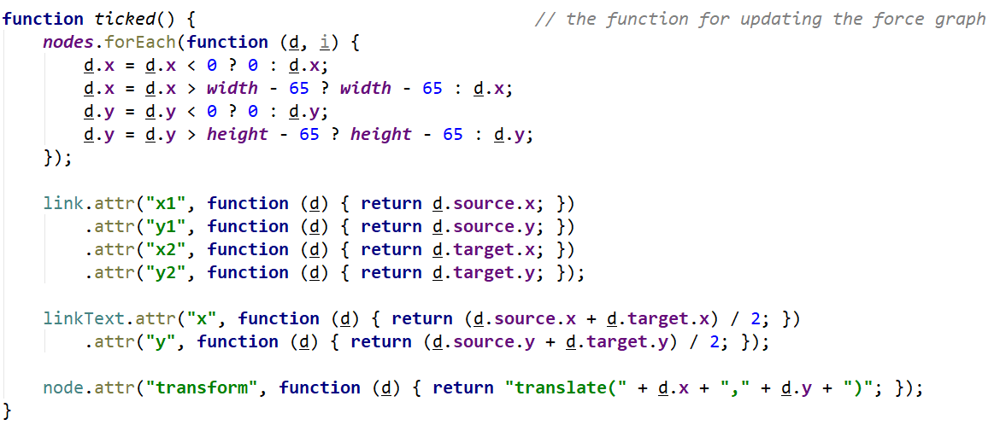 function ticked() { // the function for updating the force graph
    nodes.forEach(function (d, i) {
        d.x = d.x < 0 ? 0 : d.x;
        d.x = d.x > width - 65 ? width - 65 : d.x;
        d.y = d.y < 0 ? 0 : d.y;
        d.y = d.y > height - 65 ? height - 65 : d.y;
    });

    link.attr("x1", function (d) { return d.source.x; })
        .attr("y1", function (d) { return d.source.y; })
        .attr("x2", function (d) { return d.target.x; })
        .attr("y2", function (d) { return d.target.y; });

    linkText.attr("x", function (d) { return (d.source.x + d.target.x) / 2; })
        .attr("y", function (d) { return (d.source.y + d.target.y) / 2; });

    node.attr("transform", function (d) { return "translate(" + d.x + "," + d.y + ")"; });
}